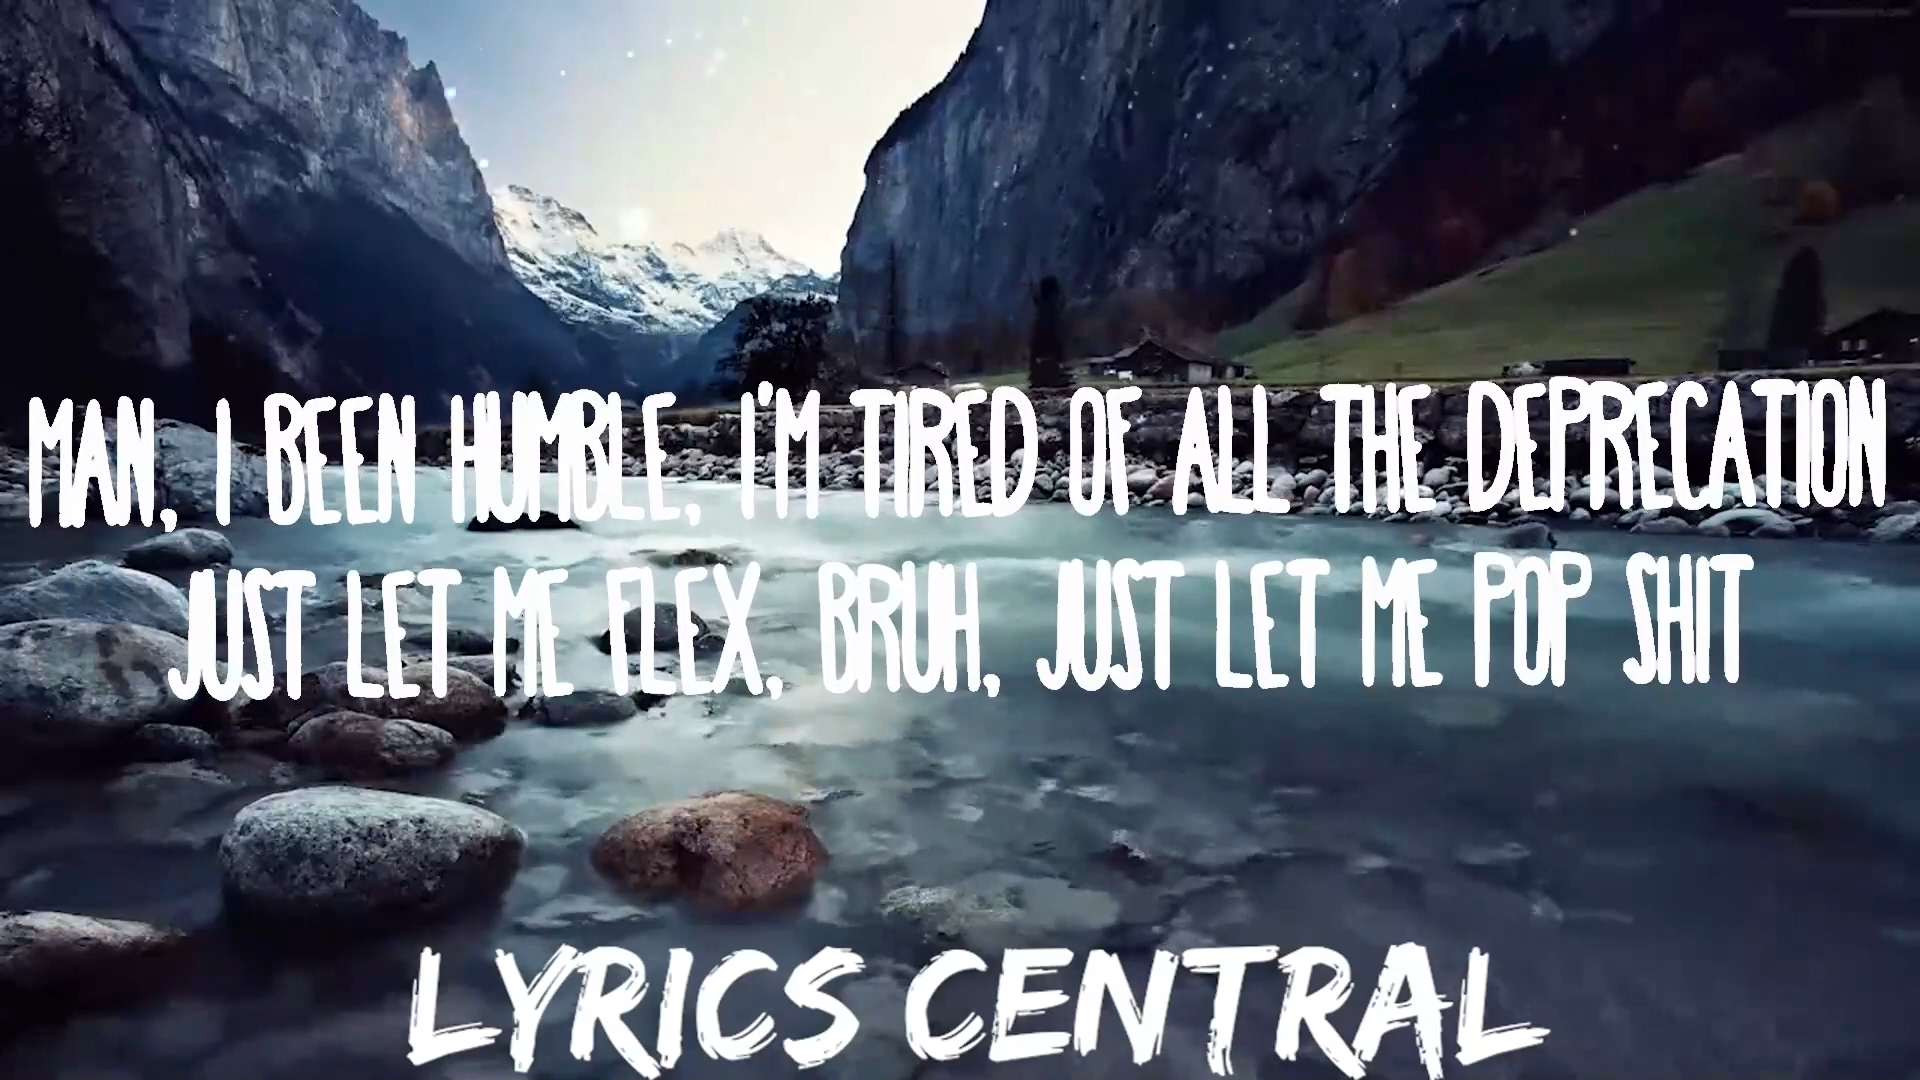 MAN, I BEEN HUMBLE, I'M TIRED OF ALL THE DEPRECATION
JUST LET ME FLEX, BRUH, JUST LET ME POP SHIT
LYRICS CENTRAL